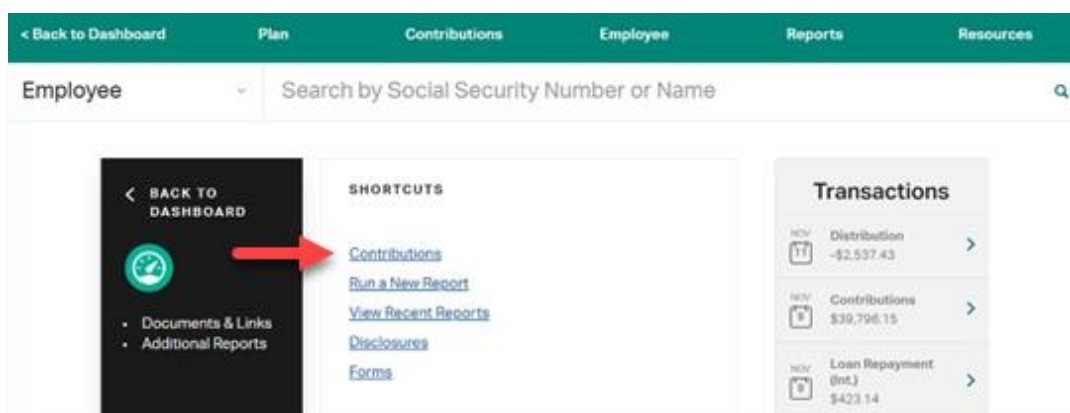 < Back to Dashboard Plan Contributions Employee Reports Resources
Employee Search by Social Security Number or Name
BACK TO
DASHBOARD
• Documents & Links
• Additional Reports
SHORTCUTS
Contributions
Run a New Report
View Recent Reports
Disclosures
Forms
Transactions
NOV
11
Distribution
-$2,537.43
NOV
Contributions
$39,796.15
NOV
Loan Repayment
(Int.)
$423.14